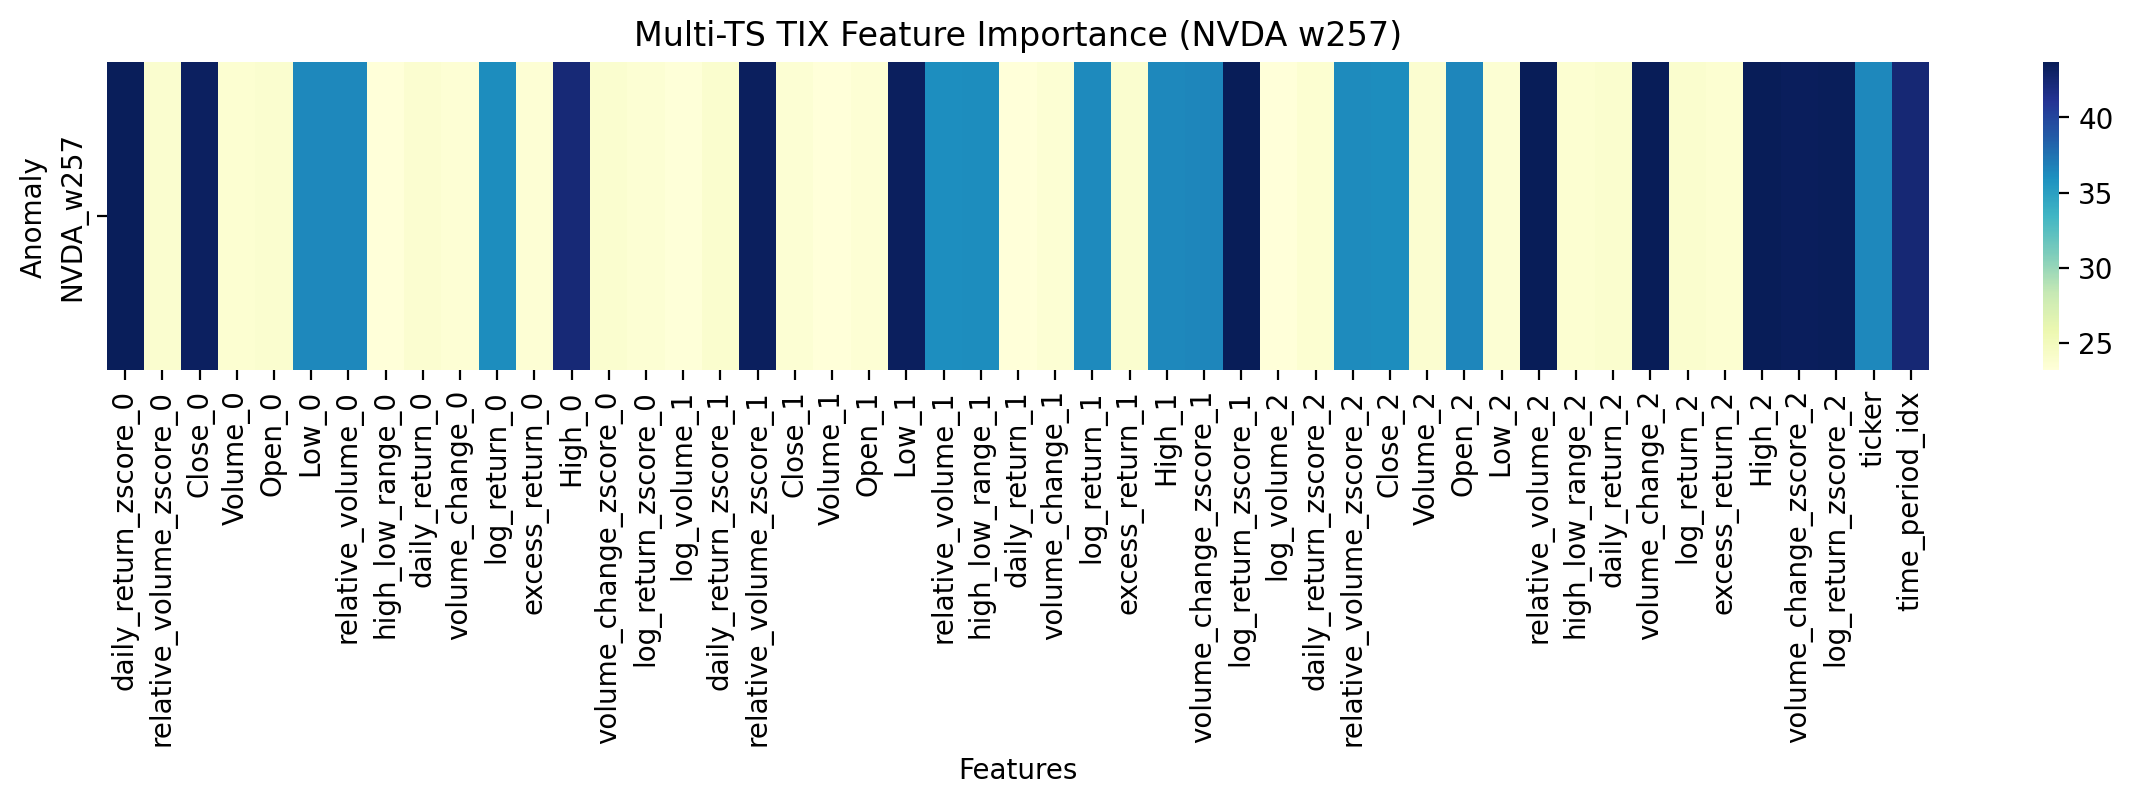 Multi-TS TIX Feature Importance (NVDA w257)
Anomaly
NVDA_w257
40
35
30
25
daily_return_zscore_0
relative_volume_zscore_0
Close_0
Volume_0
Open_0
Low_0
relative_volume_0
high_low_range_0
daily_return_0
volume_change_0
log_return_0
excess_return_0
High_0
volume_change_zscore_0
log_return_zscore_0
log_volume_1
daily_return_zscore_1
relative_volume_zscore_1
Close_1
Volume_1
Open_1
Low_1
relative_volume_1
high_low_range_1
daily_return_1
volume_change_1
log_return_1
excess_return_1
High_1
volume_change_zscore_1
log_return_zscore_1
log_volume_2
daily_return_zscore_2
relative_volume_zscore_2
Close_2
Volume_2
Open_2
Low_2
relative_volume_2
high_low_range_2
daily_return_2
volume_change_2
log_return_2
excess_return_2
High_2
volume_change_zscore_2
log_return_zscore_2
ticker
time_period_idx
Features